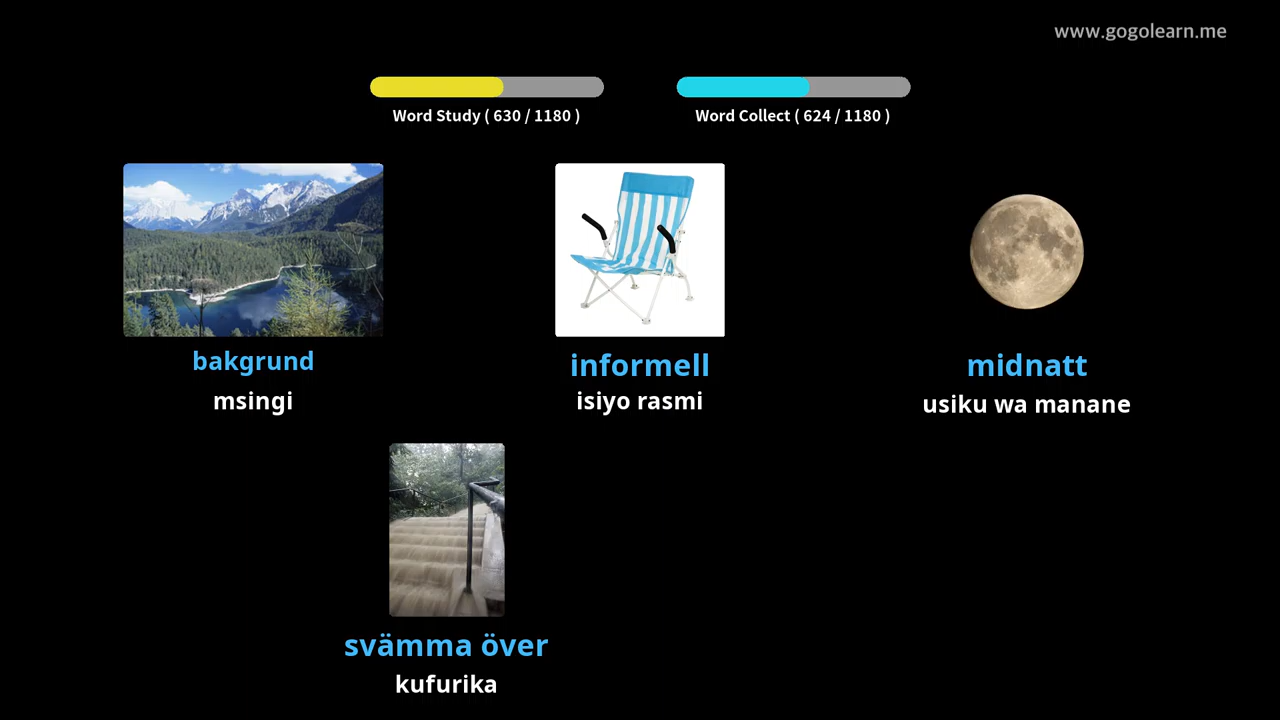 www.gogolearn.me
Word Study ( 630 / 1180 )
Word Collect ( 624 / 1180 )
bakgrund
msingi
informell
isiyo rasmi
midnatt
usiku wa manane
svämma över
kufurika